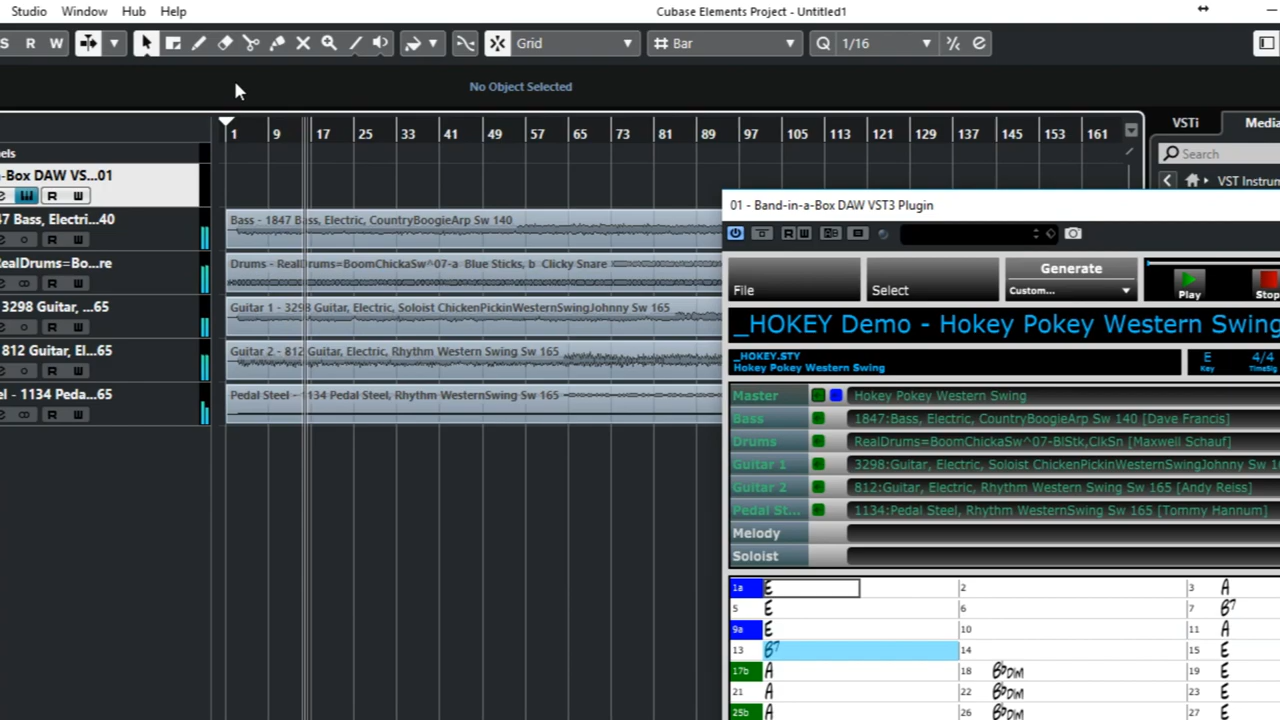 Studio Window Hub Help Cubase Elements Project - Untitled1
S R W Grid Bar Q 1/16
No Object Selected
1 9 17 25 33 41 49 57 65 73 81 89 97 105 113 121 129 137 145 153 161
VSTi Media
els
Search
-Box DAW VS...01
R W
VST Instrum
01 - Band-in-a-Box DAW VST3 Plugin
47 Bass, Electri...40
Bass - 1847 Bass, Electric, CountryBoogieArp Sw 140
R W
RealDrums=Bo...re
Drums - RealDrums=BoomChickaSw^07-a Blue Sticks, b Clicky Snare
R W
3298 Guitar, ...65
Guitar 1 - 3298 Guitar, Electric, Soloist ChickenPickinWesternSwingJohnny Sw 165
R W
812 Guitar, El...65
Guitar 2 - 812 Guitar, Electric, Rhythm Western Swing Sw 165
R W
el - 1134 Peda...65
Pedal Steel - 1134 Pedal Steel, Rhythm WesternSwing Sw 165
R W
R W
File Select Generate
Custom... Play Stop
_HOKEY Demo - Hokey Pokey Western Swing
_HOKEY.STY
Hokey Pokey Western Swing
E 4/4
Key TimeSig
Master Hokey Pokey Western Swing
Bass 1847:Bass, Electric, CountryBoogieArp Sw 140 [Dave Francis]
Drums RealDrums=BoomChickaSw^07-BlStk,ClkSn [Maxwell Schauf]
Guitar 1 3298:Guitar, Electric, Soloist ChickenPickinWesternSwingJohnny Sw 1
Guitar 2 812:Guitar, Electric, Rhythm Western Swing Sw 165 [Andy Reiss]
Pedal St... 1134:Pedal Steel, Rhythm WesternSwing Sw 165 [Tommy Hannum]
Melody
Soloist
1a E 2 3 A
5 E 6 7 B7
9a E 10 11 A
13 B7 14 15 E
17b A 18 BbDIM 19 E
21 A 22 BbDIM 23 E
25b A 26 BbDIM 27 E